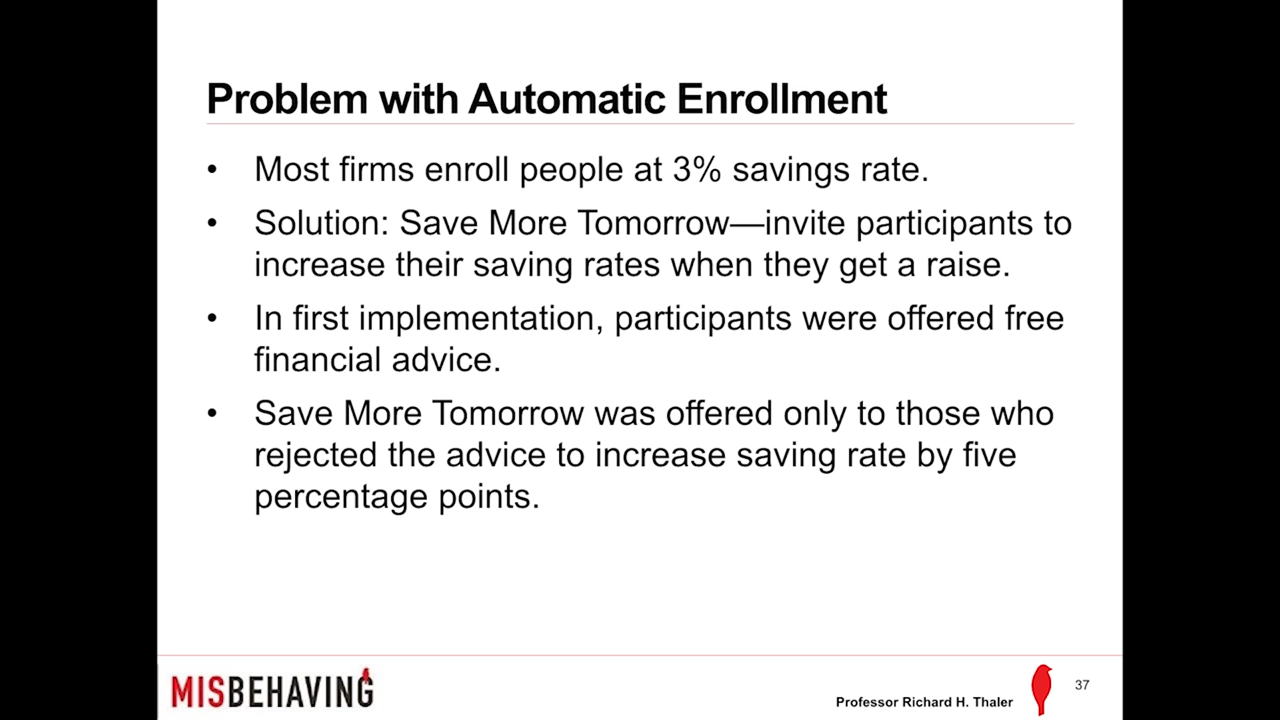 Problem with Automatic Enrollment
• Most firms enroll people at 3% savings rate.
• Solution: Save More Tomorrow—invite participants to
increase their saving rates when they get a raise.
• In first implementation, participants were offered free
financial advice.
• Save More Tomorrow was offered only to those who
rejected the advice to increase saving rate by five
percentage points.
MISBEHAVING
Professor Richard H. Thaler
37